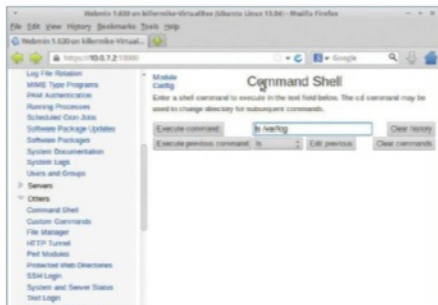 Webmin 1.630 on killermike-VirtualBox (Ubuntu Linux 13.04) - Mozilla Firefox
File Edit View History Bookmarks Tools Help
Webmin 1.630 on killermike-Virtual...
https://10.0.7.2:10000
Google
Log File Rotation
MIME Type Programs
PAM Authentication
Running Processes
Scheduled Cron Jobs
Software Package Updates
Software Packages
System Documentation
System Logs
Users and Groups
Servers
Others
Command Shell
Custom Commands
File Manager
HTTP Tunnel
Perl Modules
Protected Web Directories
SSH Login
System and Server Status
Text Login
Module
Config
Command Shell
Enter a shell command to execute in the text field below. The cd command may be
used to change directory for subsequent commands.
Execute command: ls /var/log Clear history
Execute previous command ls Edit previous Clear commands